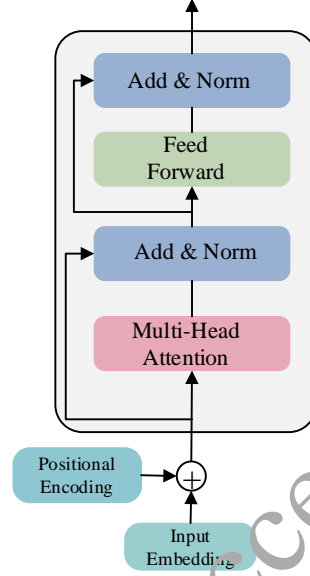 Add & Norm
Feed
Forward
Add & Norm
Multi-Head
Attention
Positional
Encoding
+
Input
Embedding